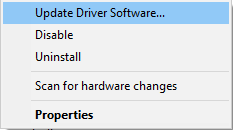 Update Driver Software...
Disable
Uninstall
Scan for hardware changes
Properties